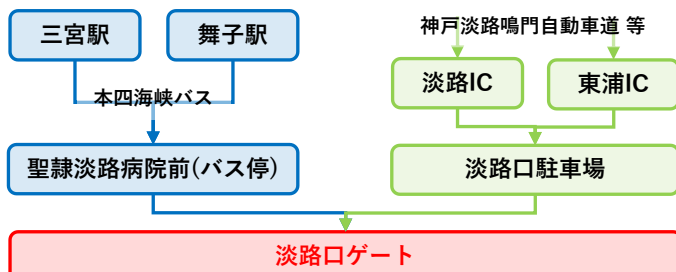 三宮駅
舞子駅
神戸淡路鳴門自動車道 等
淡路IC
東浦IC
本四海峡バス
聖隷淡路病院前(バス停)
淡路口駐車場
淡路口ゲート